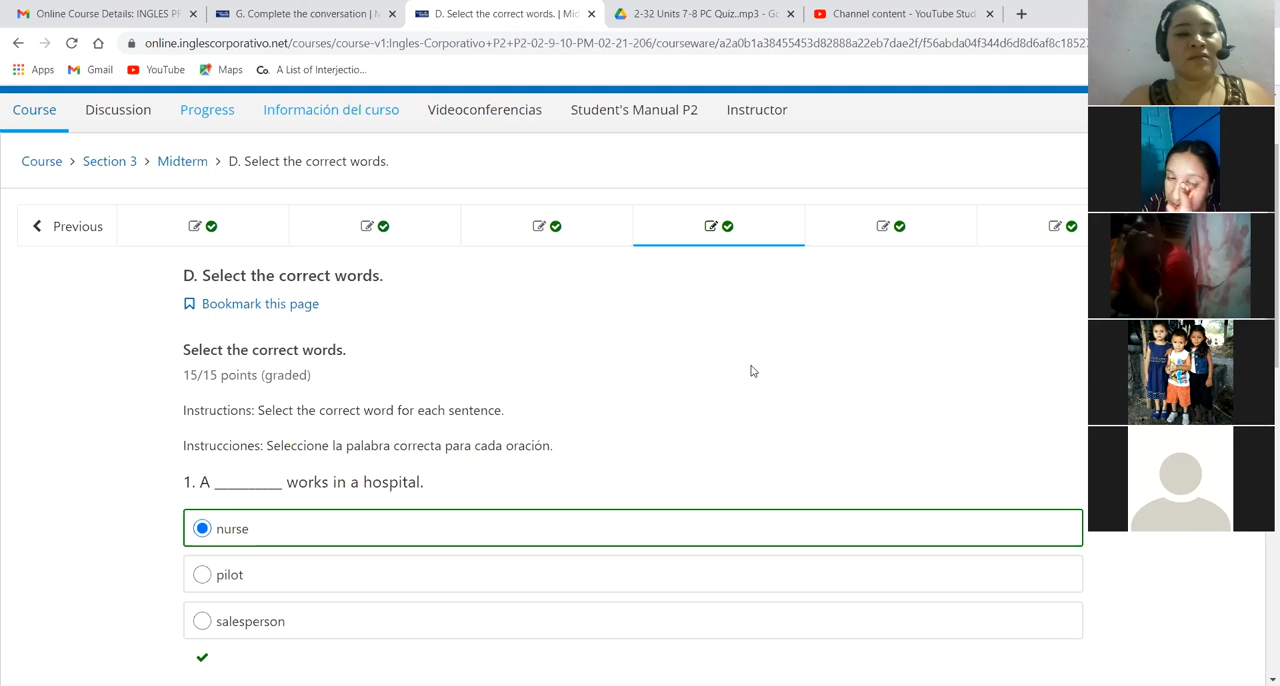 Online Course Details: INGLES PF
G. Complete the conversation | M
D. Select the correct words. | Mid
2-32 Units 7-8 PC Quiz..mp3 - Go
Channel content - YouTube Stud
online.inglescorporativo.net/courses/course-v1:Ingles-Corporativo+P2+P2-02-9-10-PM-02-21-206/courseware/a2a0b1a38455453d82888a22eb7dae2f/f56abda04f344d6d8d6af8c18527
Apps Gmail YouTube Maps Co. A List of Interjectio...
Course Discussion Progress Información del curso Videoconferencias Student's Manual P2 Instructor
Course > Section 3 > Midterm > D. Select the correct words.
Previous
D. Select the correct words.
Bookmark this page
Select the correct words.
15/15 points (graded)
Instructions: Select the correct word for each sentence.
Instrucciones: Seleccione la palabra correcta para cada oración.
1. A __________ works in a hospital.
nurse
pilot
salesperson